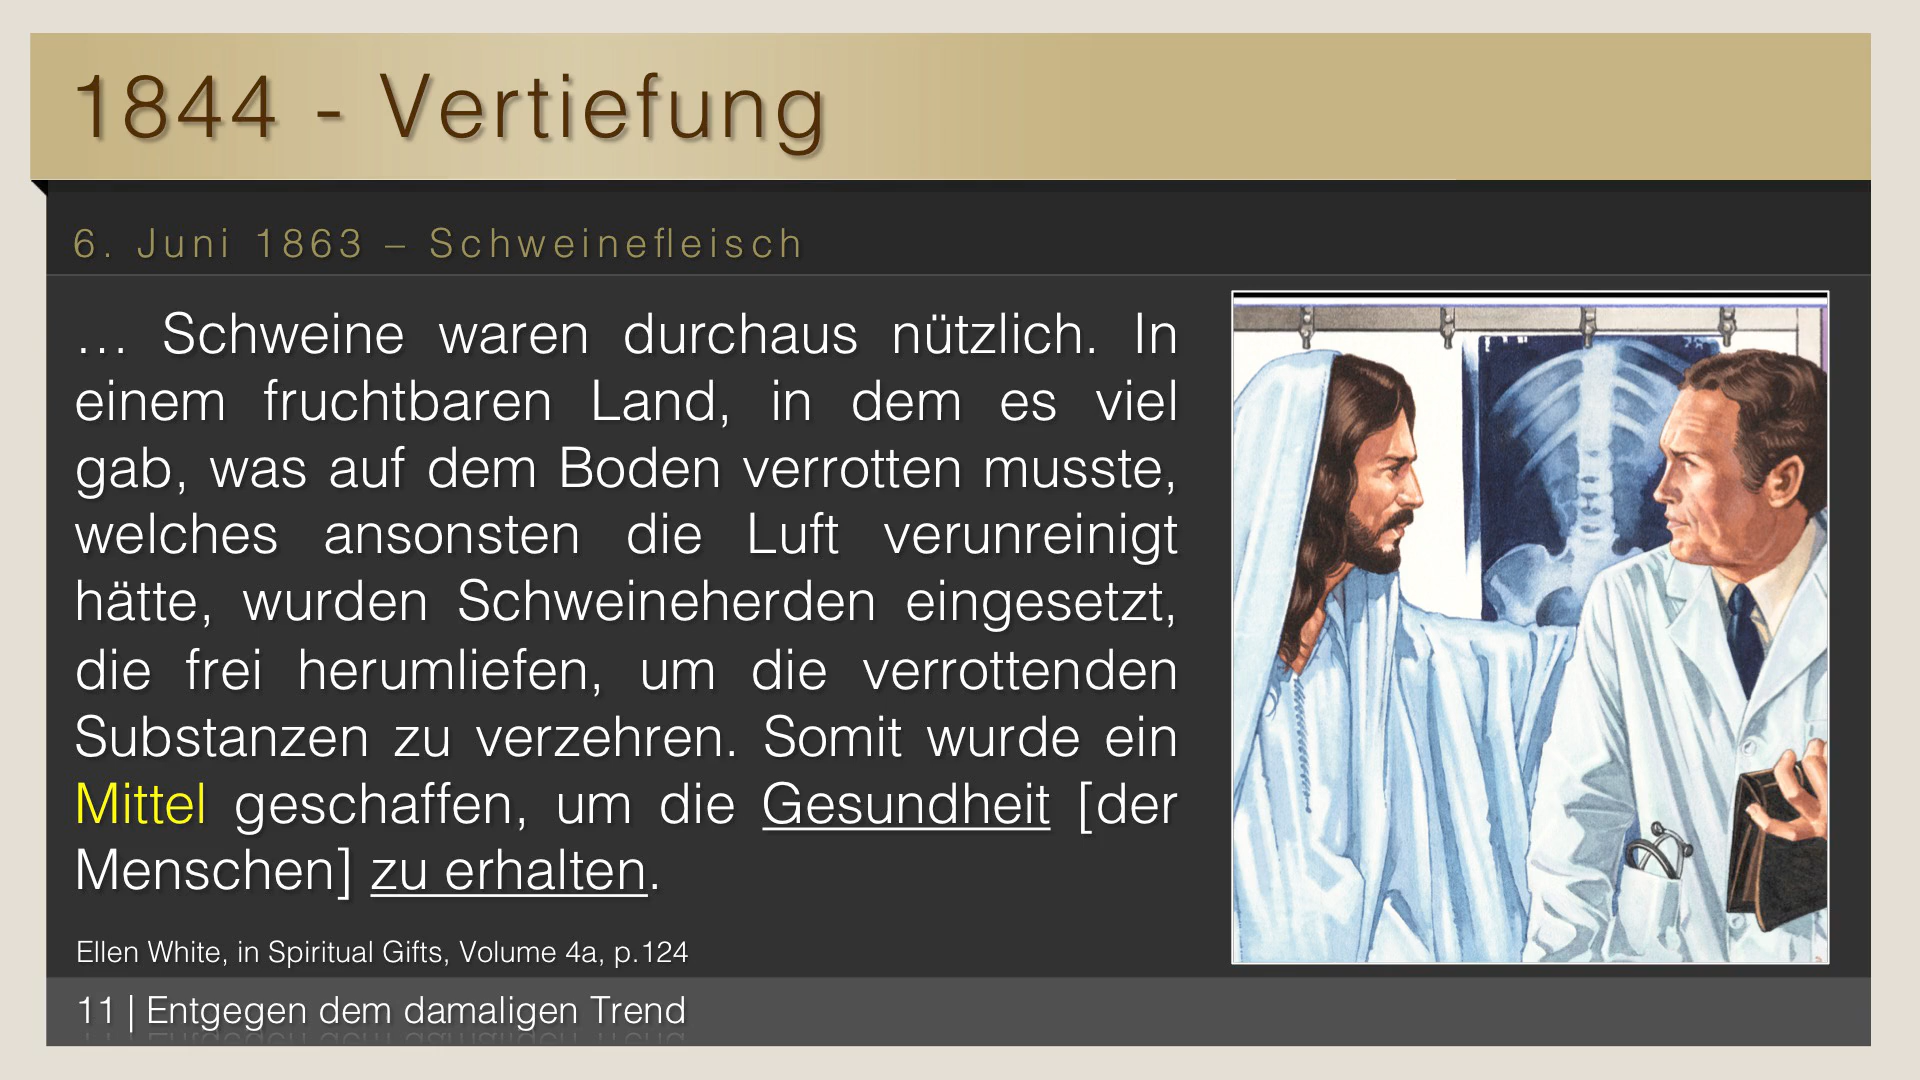 1844 - Vertiefung
6. Juni 1863 – Schweinefleisch
… Schweine waren durchaus nützlich. In
einem fruchtbaren Land, in dem es viel
gab, was auf dem Boden verrotten musste,
welches ansonsten die Luft verunreinigt
hätte, wurden Schweineherden eingesetzt,
die frei herumliefen, um die verrottenden
Substanzen zu verzehren. Somit wurde ein
Mittel geschaffen, um die Gesundheit [der
Menschen] zu erhalten.
Ellen White, in Spiritual Gifts, Volume 4a, p.124
11 | Entgegen dem damaligen Trend